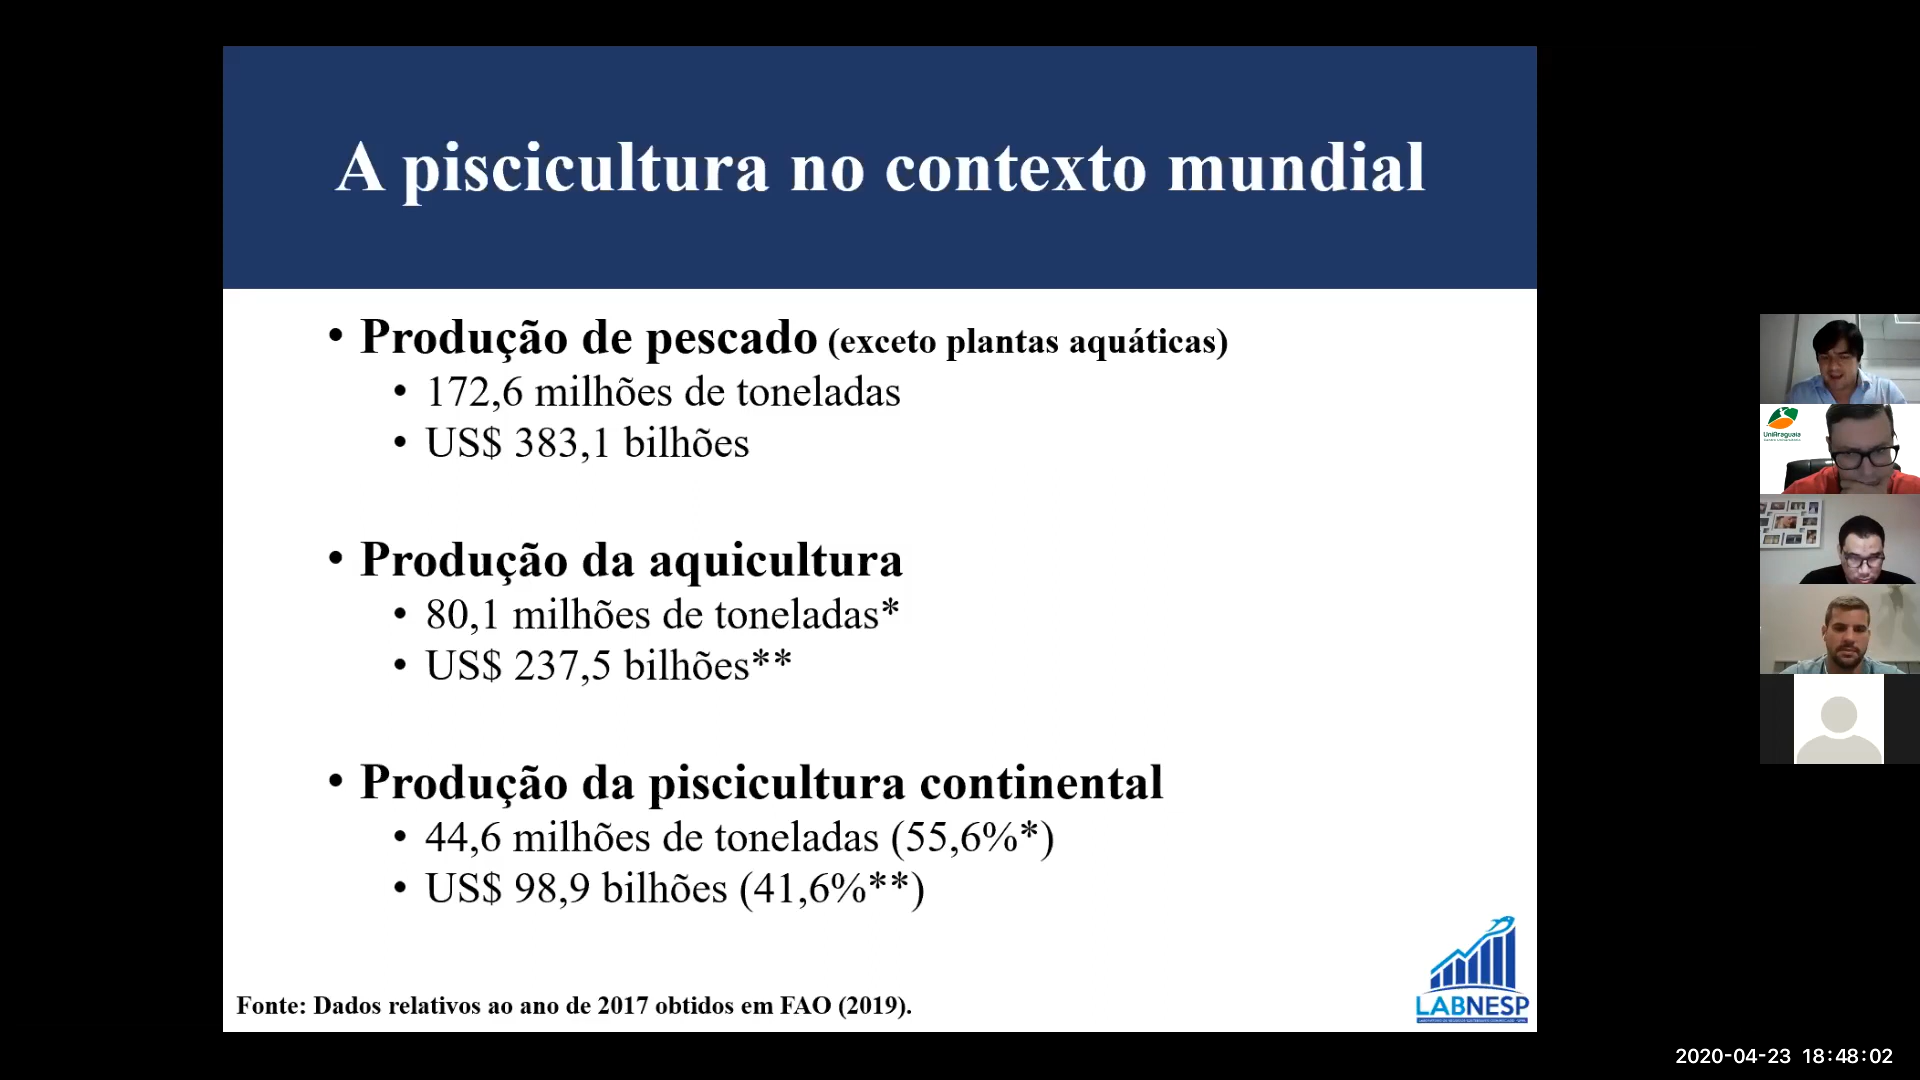 A piscicultura no contexto mundial
• Produção de pescado (exceto plantas aquáticas)
• 172,6 milhões de toneladas
• US$ 383,1 bilhões
• Produção da aquicultura
• 80,1 milhões de toneladas*
• US$ 237,5 bilhões**
• Produção da piscicultura continental
• 44,6 milhões de toneladas (55,6%*)
• US$ 98,9 bilhões (41,6%**)
Fonte: Dados relativos ao ano de 2017 obtidos em FAO (2019).
LABNESP
UniAraguaia
2020-04-23 18:48:02